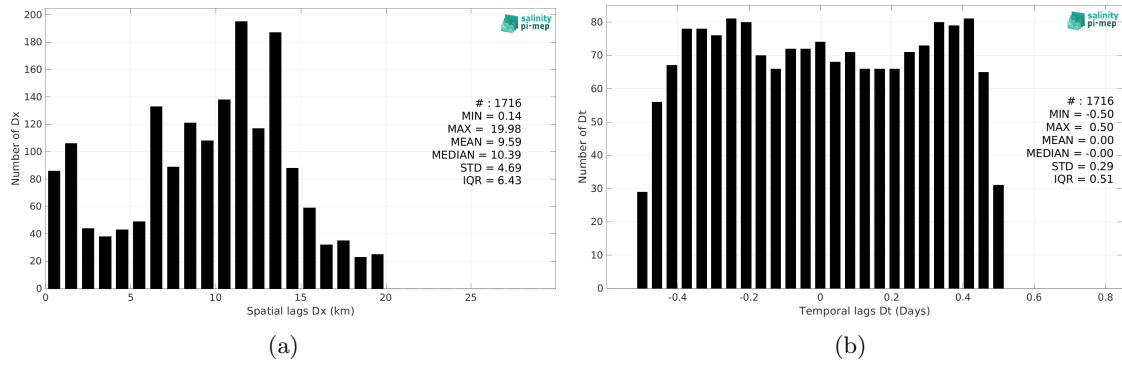 200
180
160
140
120
100
80
60
40
20
0
Number of Dx
salinity
pi-mep
# : 1716
MIN = 0.14
MAX = 19.98
MEAN = 9.59
MEDIAN = 10.39
STD = 4.69
IQR = 6.43
0 5 10 15 20 25
Spatial lags Dx (km)
(a)
80
70
60
50
40
30
20
10
0
Number of Dt
salinity
pi-mep
# : 1716
MIN = -0.50
MAX = 0.50
MEAN = 0.00
MEDIAN = -0.00
STD = 0.29
IQR = 0.51
-0.4 -0.2 0 0.2 0.4 0.6 0.8
Temporal lags Dt (Days)
(b)